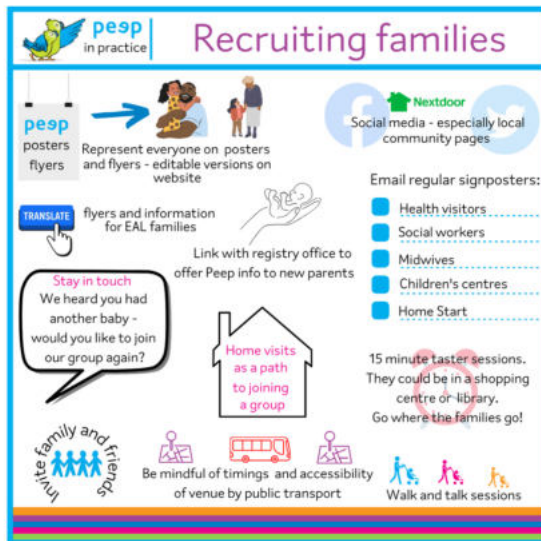 peep
in practice
Recruiting families
peep
posters
flyers
Represent everyone on posters
and flyers - editable versions on
website
Nextdoor
Social media - especially local
community pages
TRANSLATE
flyers and information
for EAL families
Link with registry office to
offer Peep info to new parents
Email regular signposters:
Health visitors
Social workers
Midwives
Children's centres
Home Start
Stay in touch
We heard you had
another baby -
would you like to join
our group again?
Home visits
as a path
to joining
a group
15 minute taster sessions.
They could be in a shopping
centre or library.
Go where the families go!
Invite family and friends
Be mindful of timings and accessibility
of venue by public transport
Walk and talk sessions